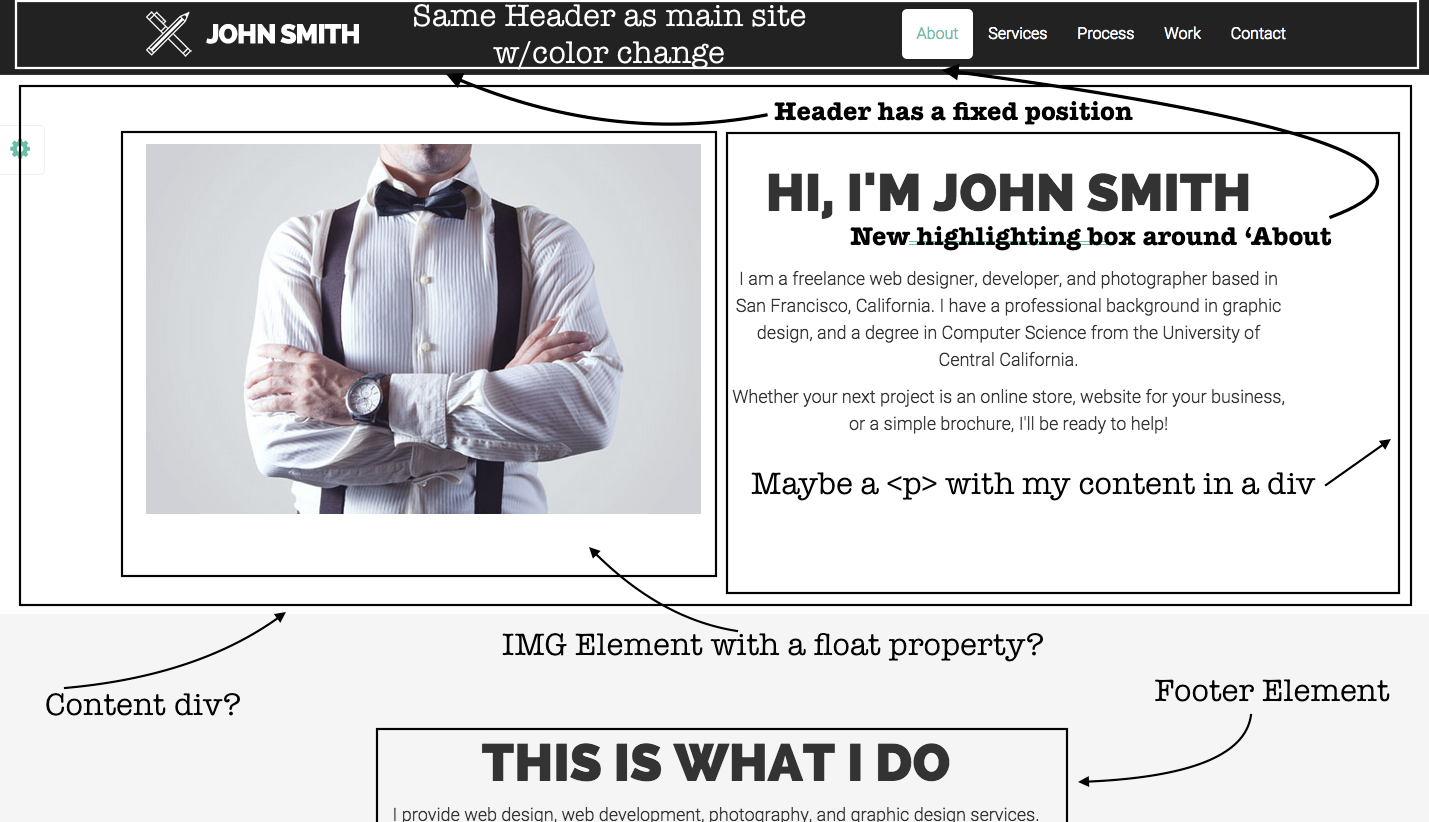 JOHN SMITH
Same Header as main site
w/color change
About Services Process Work Contact
Header has a fixed position
HI, I'M JOHN SMITH
New highlighting box around ‘About
I am a freelance web designer, developer, and photographer based in
San Francisco, California. I have a professional background in graphic
design, and a degree in Computer Science from the University of
Central California.
Whether your next project is an online store, website for your business,
or a simple brochure, I'll be ready to help!
Maybe a <p> with my content in a div
IMG Element with a float property?
Content div?
Footer Element
THIS IS WHAT I DO
I provide web design, web development, photography, and graphic design services.